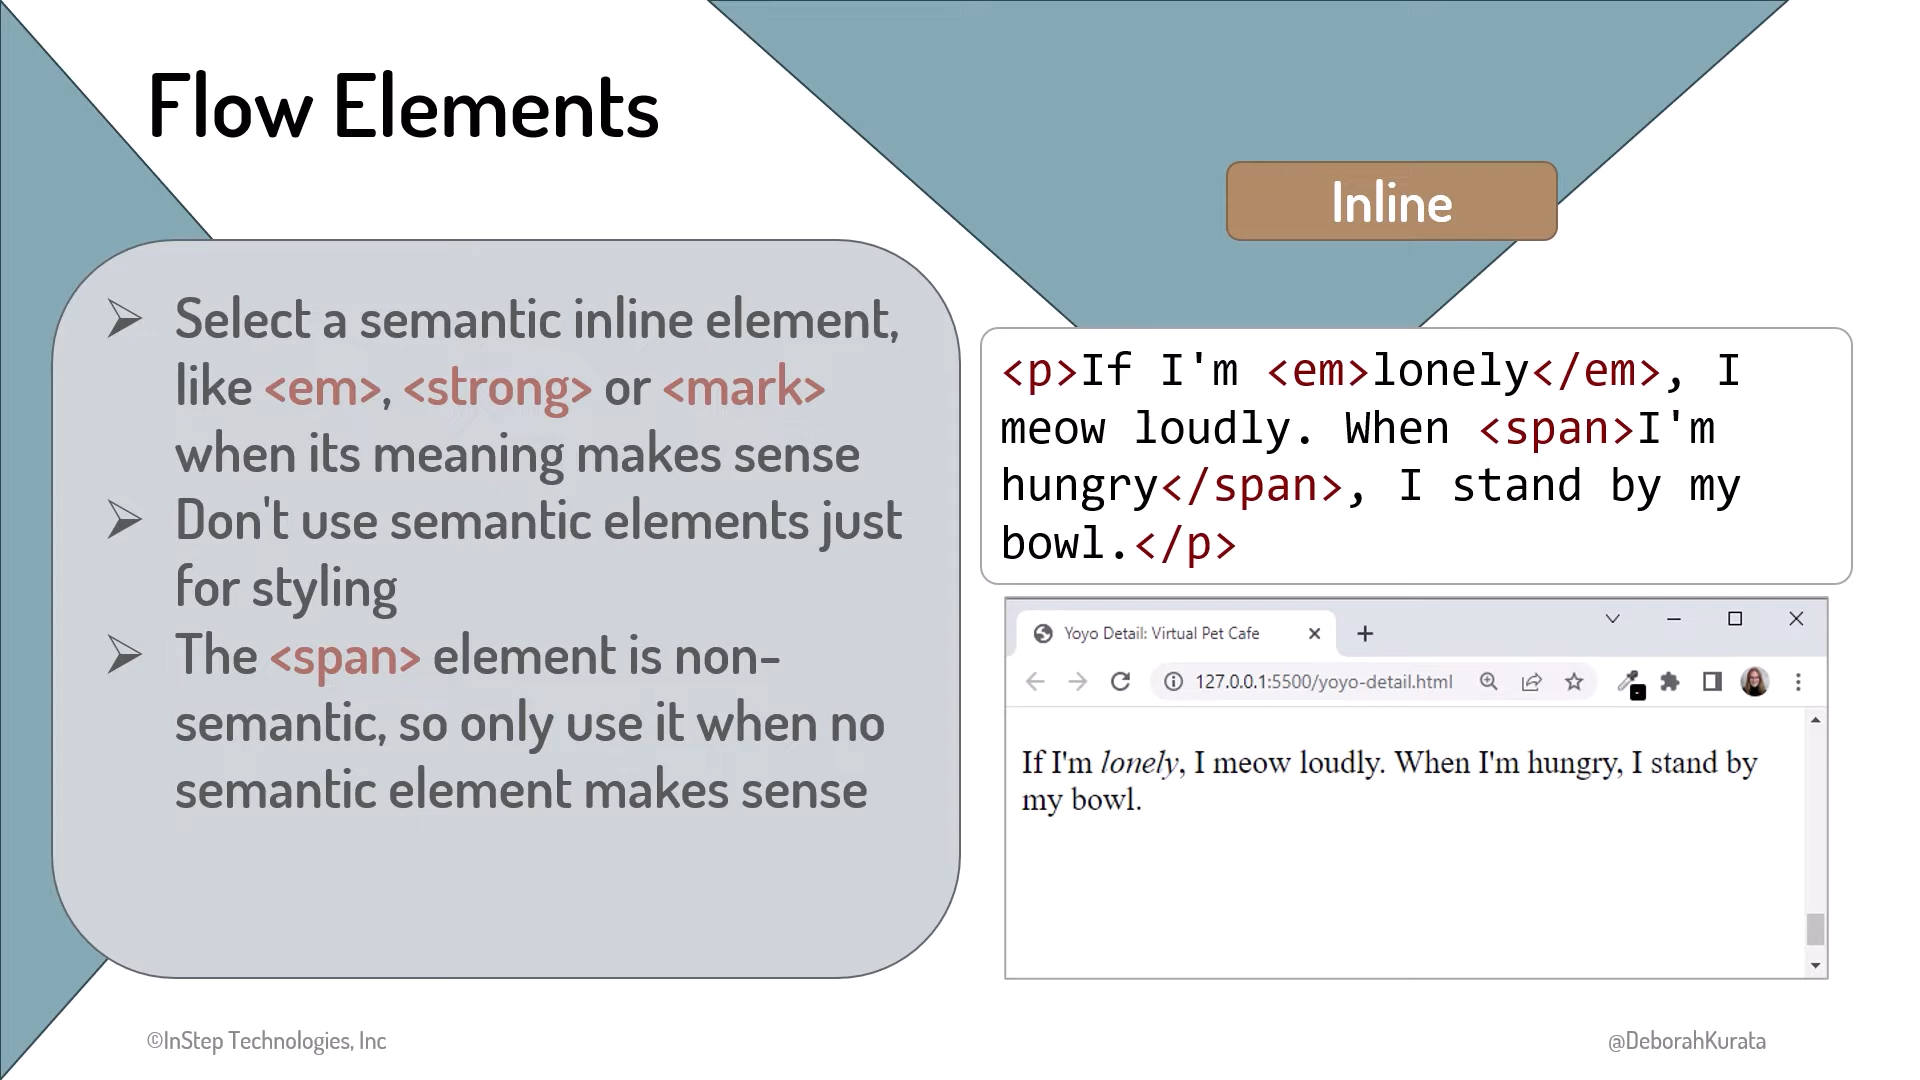 Flow Elements
Inline
Select a semantic inline element,
like <em>, <strong> or <mark>
when its meaning makes sense
Don't use semantic elements just
for styling
The <span> element is non-
semantic, so only use it when no
semantic element makes sense
<p>If I'm <em>lonely</em>, I
meow loudly. When <span>I'm
hungry</span>, I stand by my
bowl.</p>
Yoyo Detail: Virtual Pet Cafe
127.0.0.1:5500/yoyo-detail.html
If I'm lonely, I meow loudly. When I'm hungry, I stand by
my bowl.
©InStep Technologies, Inc
@DeborahKurata